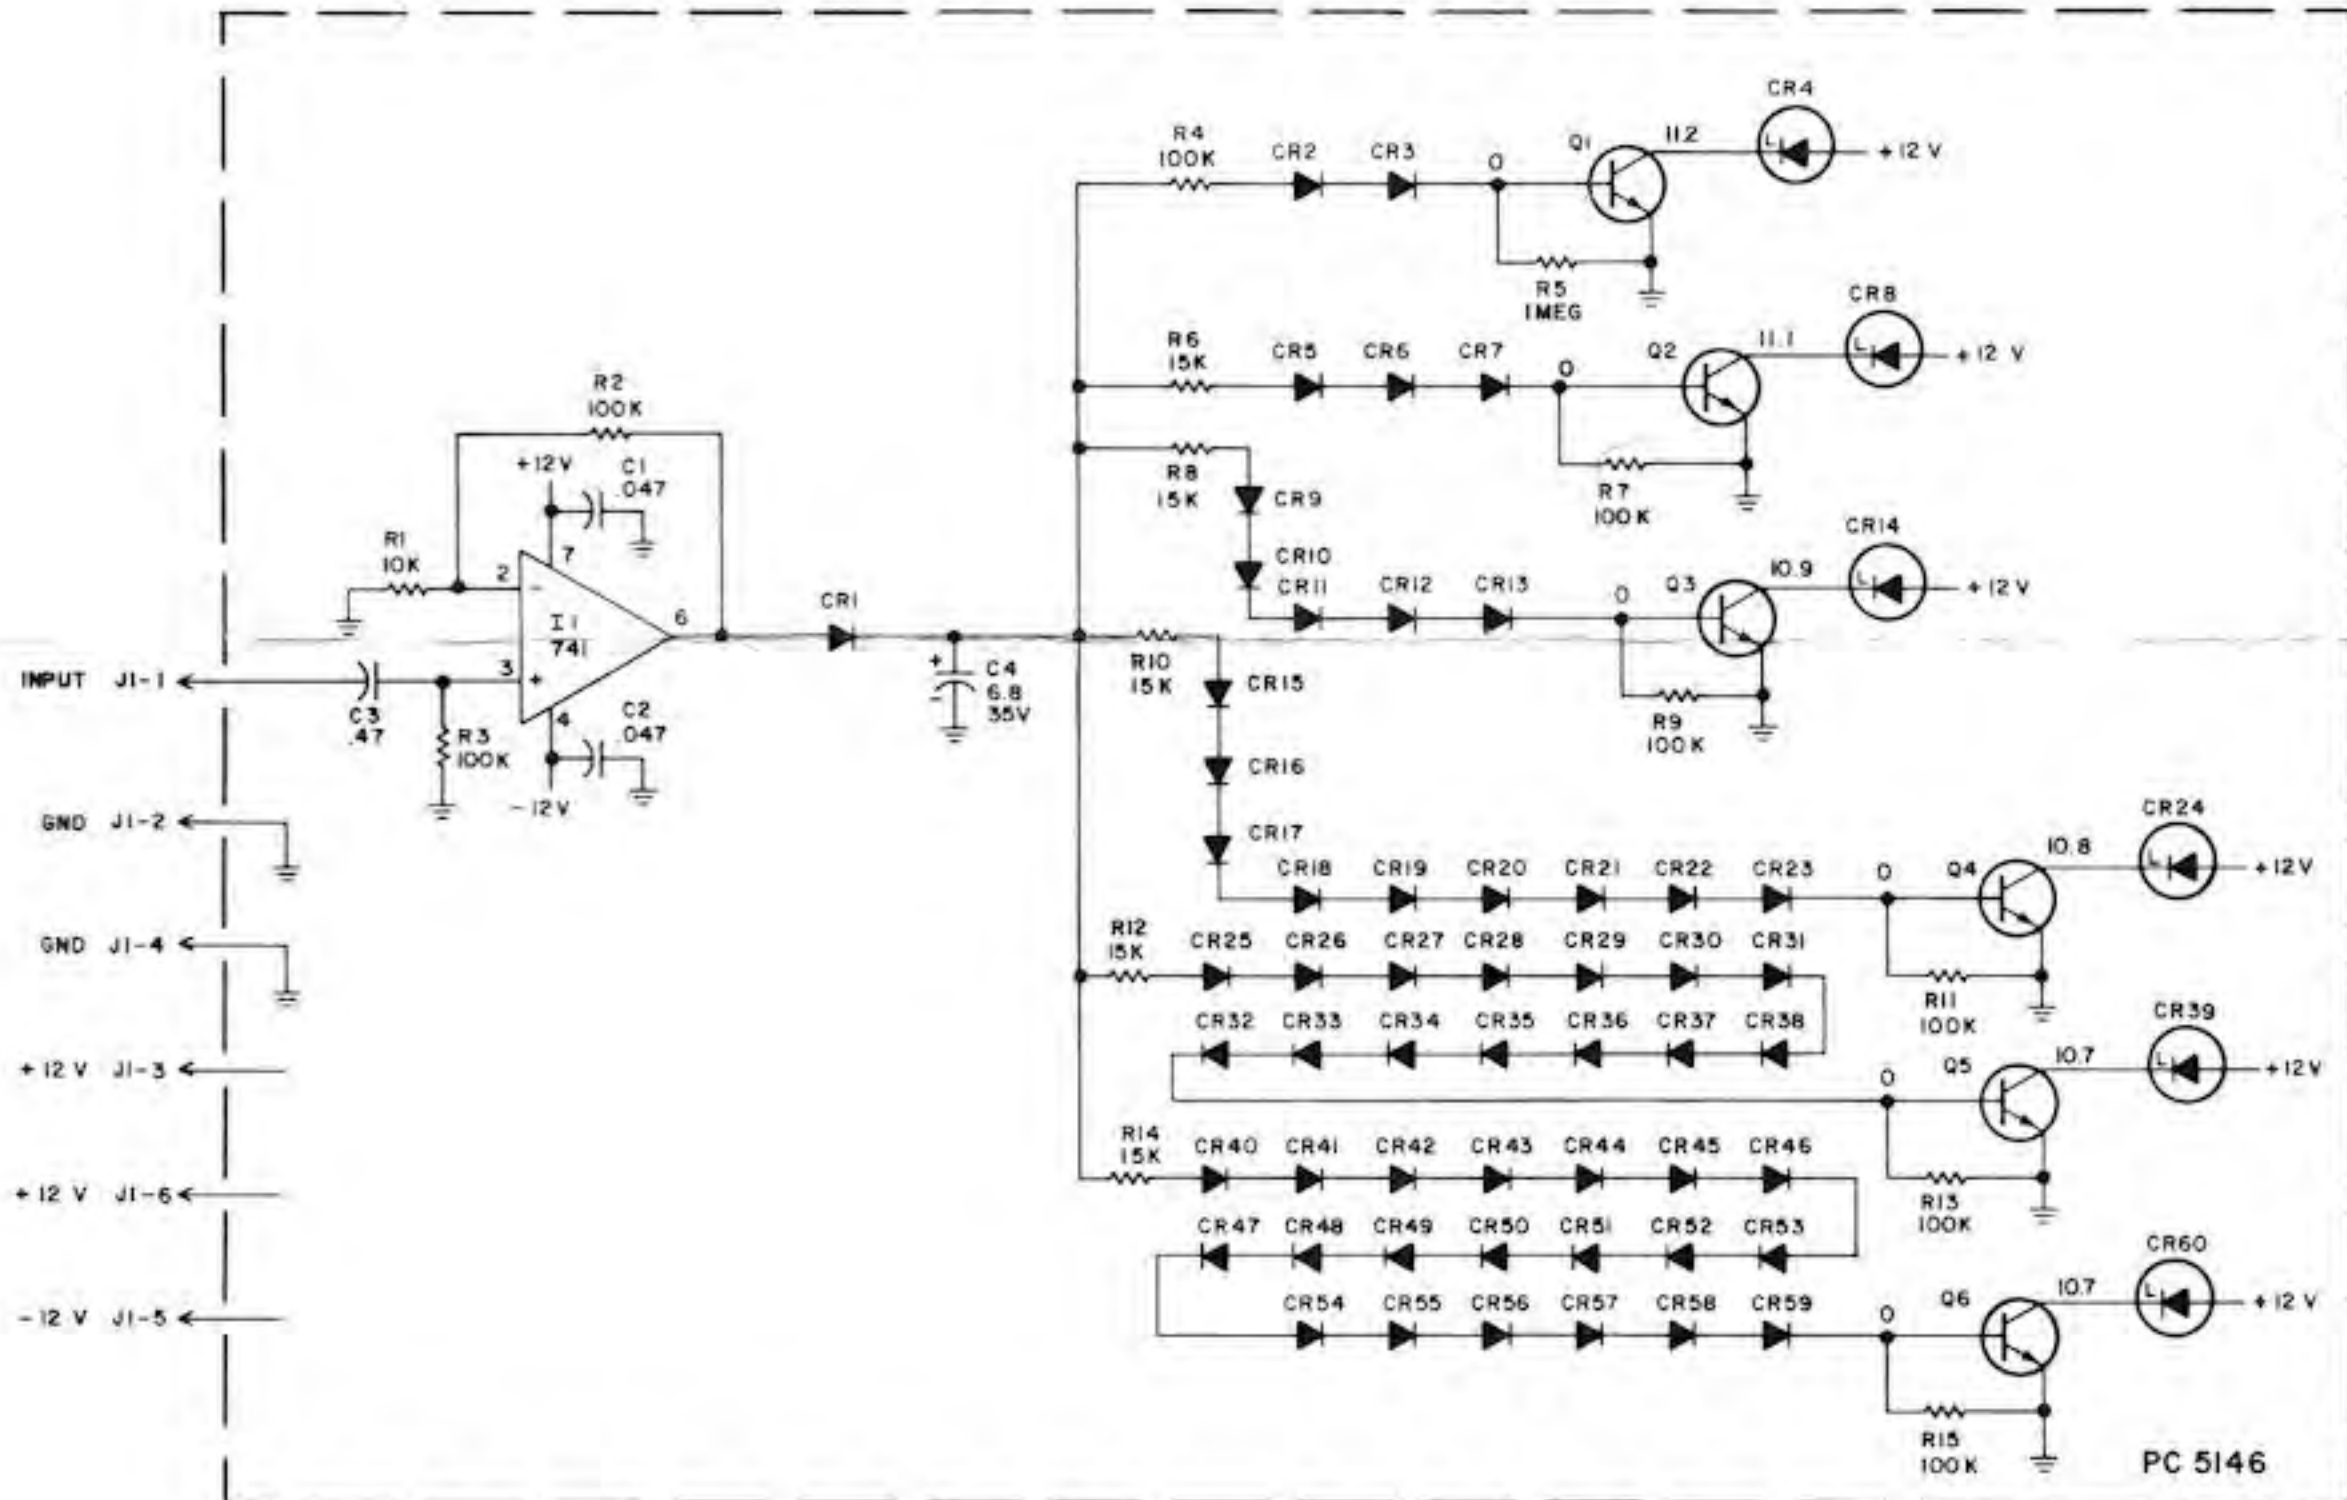 CR4
R4
100K
CR2
CR3
0
Q1
11.2
L
+12 V
R5
1MEG
CR8
R6
15K
CR5
CR6
CR7
0
Q2
11.1
L
+12 V
R2
100K
+12V
C1
.047
R8
15K
CR9
R7
100K
CR14
R1
10K
7
2
-
CR10
CR11
CR12
CR13
0
Q3
10.9
L
+12V
I1
741
6
CR1
INPUT J1-1
3
+
C3
.47
R3
100K
4
C2
.047
-12V
+
-
C4
6.8
35V
R10
15K
CR15
R9
100K
CR16
CR17
GND J1-2
CR24
CR18
CR19
CR20
CR21
CR22
CR23
0
Q4
10.8
L
+12V
GND J1-4
R12
15K
CR25
CR26
CR27
CR28
CR29
CR30
CR31
R11
100K
CR32
CR33
CR34
CR35
CR36
CR37
CR38
CR39
+12 V J1-3
0
Q5
10.7
L
+12V
R14
15K
CR40
CR41
CR42
CR43
CR44
CR45
CR46
+12 V J1-6
R13
100K
CR47
CR48
CR49
CR50
CR51
CR52
CR53
CR60
-12 V J1-5
CR54
CR55
CR56
CR57
CR58
CR59
0
Q6
10.7
L
+12 V
R15
100K
PC 5146